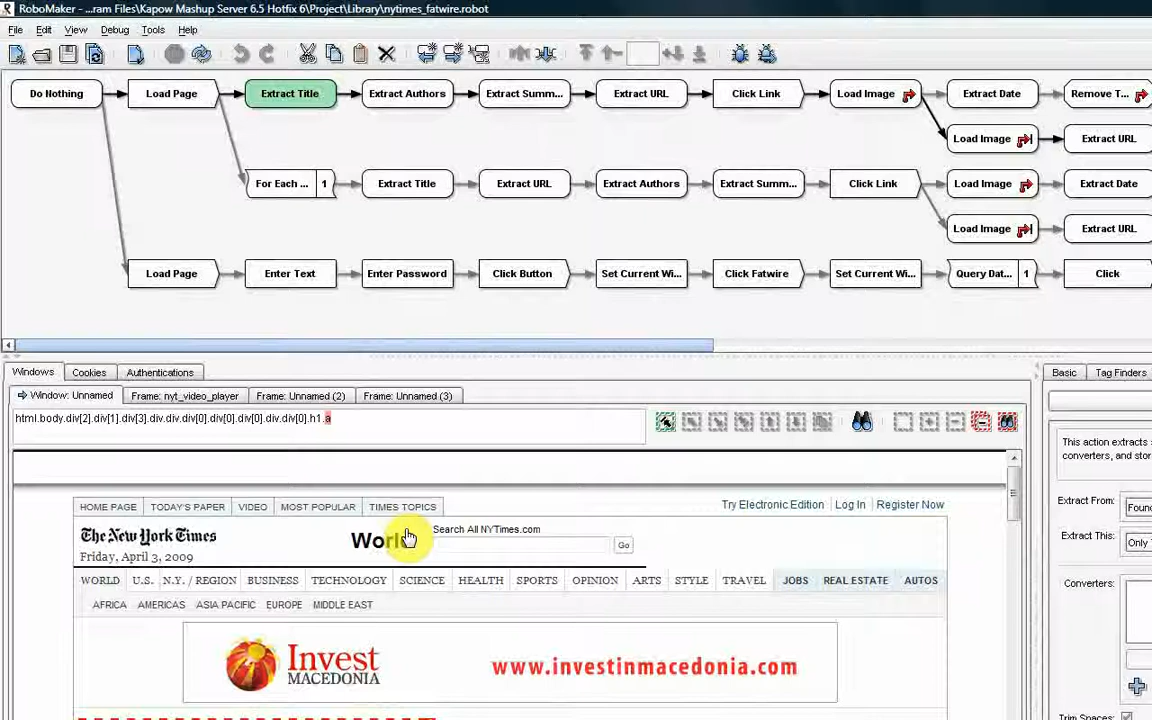 RoboMaker - ...ram Files\Kapow Mashup Server 6.5 Hotfix 6\Project\Library\nytimes_fatwire.robot
File Edit View Debug Tools Help
Do Nothing Load Page Extract Title Extract Authors Extract Summ... Extract URL Click Link Load Image Extract Date Remove T...
Load Image Extract URL
For Each ... 1 Extract Title Extract URL Extract Authors Extract Summ... Click Link Load Image Extract Date
Load Image Extract URL
Load Page Enter Text Enter Password Click Button Set Current Wi... Click Fatwire Set Current Wi... Query Dat... 1 Click
Windows Cookies Authentications Basic Tag Finders
Window: Unnamed Frame: nyt_video_player Frame: Unnamed (2) Frame: Unnamed (3)
html.body.div[2].div[1].div[3].div.div.div[0].div[0].div[0].div.div[0].h1.a
This action extracts s
converters, and stor
HOME PAGE TODAY'S PAPER VIDEO MOST POPULAR TIMES TOPICS Try Electronic Edition Log In Register Now
Extract From: Found
The New York Times World Search All NYTimes.com
Extract This: Only
Go
Friday, April 3, 2009
WORLD U.S. N.Y. / REGION BUSINESS TECHNOLOGY SCIENCE HEALTH SPORTS OPINION ARTS STYLE TRAVEL JOBS REAL ESTATE AUTOS
Converters:
AFRICA AMERICAS ASIA PACIFIC EUROPE MIDDLE EAST
Invest
MACEDONIA
www.investinmacedonia.com
Trim Spaces: